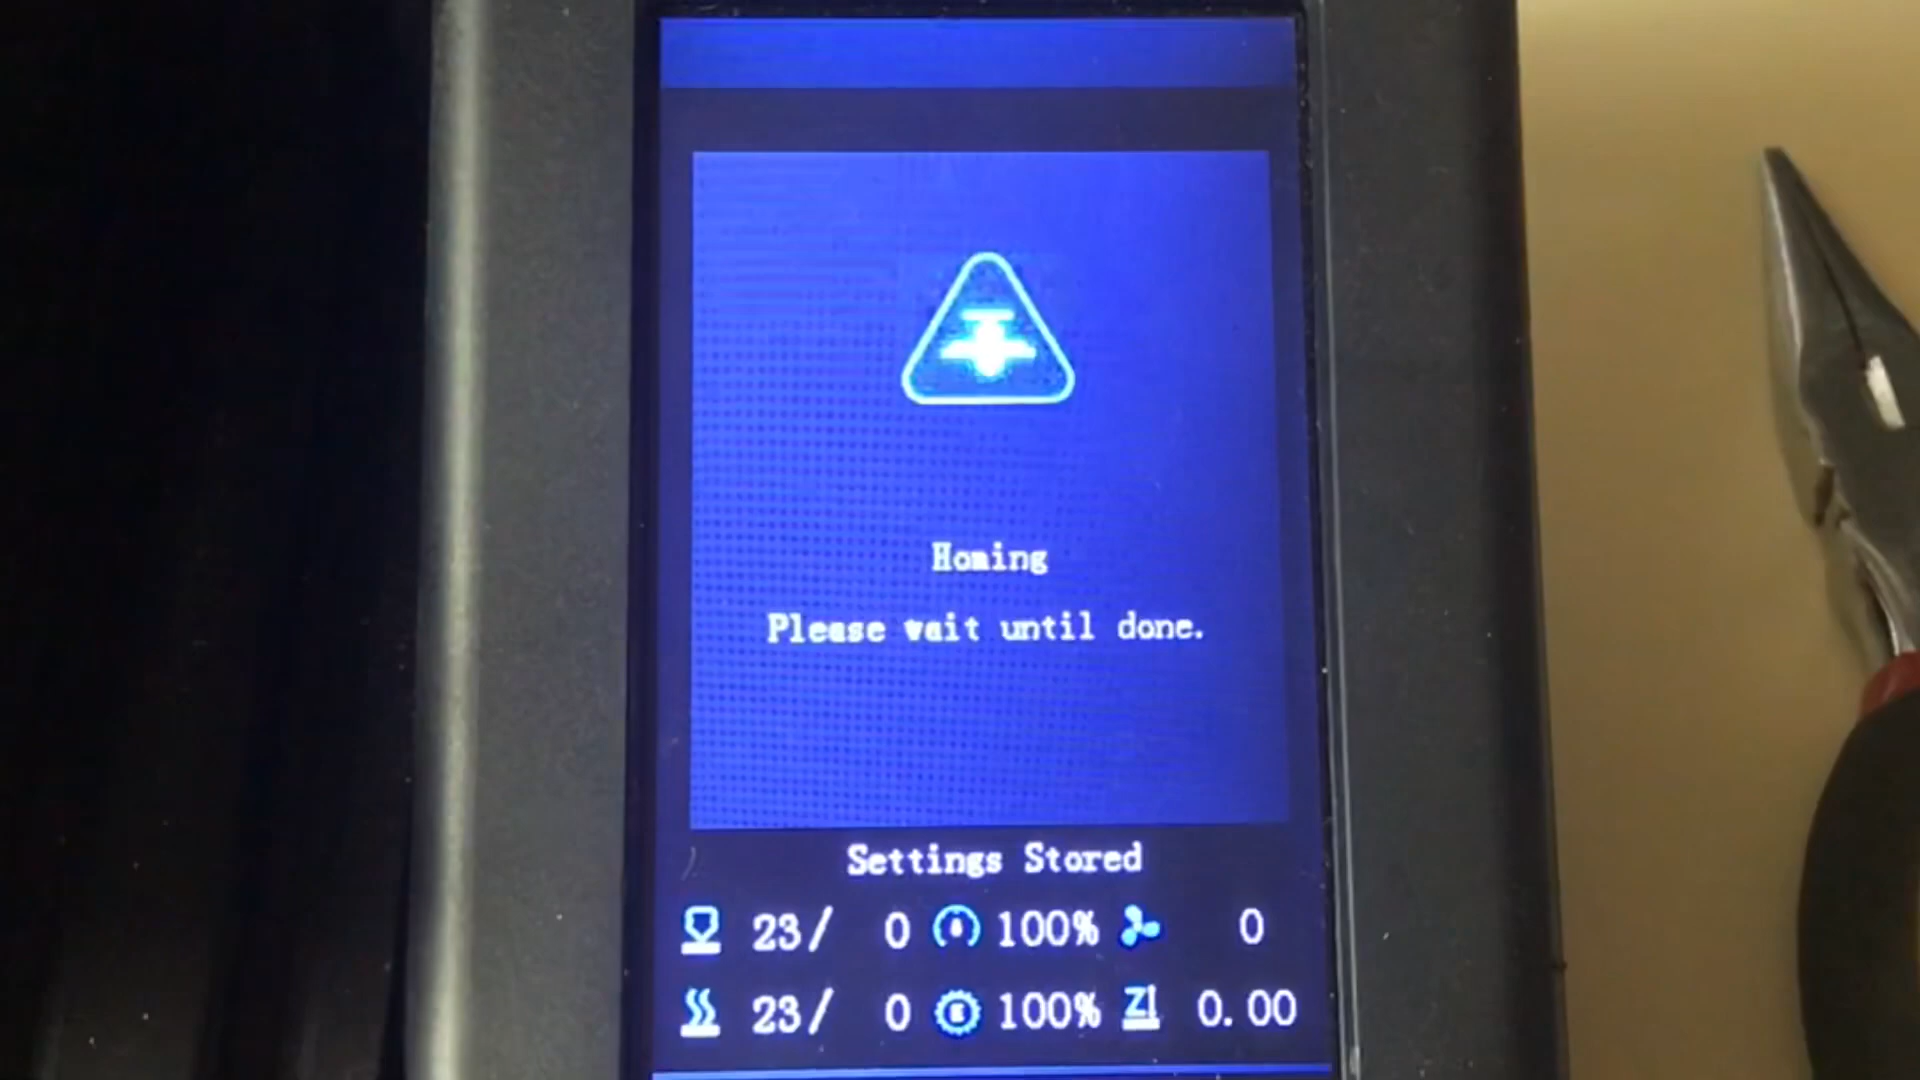 Homing
Please wait until done.
Settings Stored
23/ 0 100% 0
23/ 0 E 100% Z 0.00